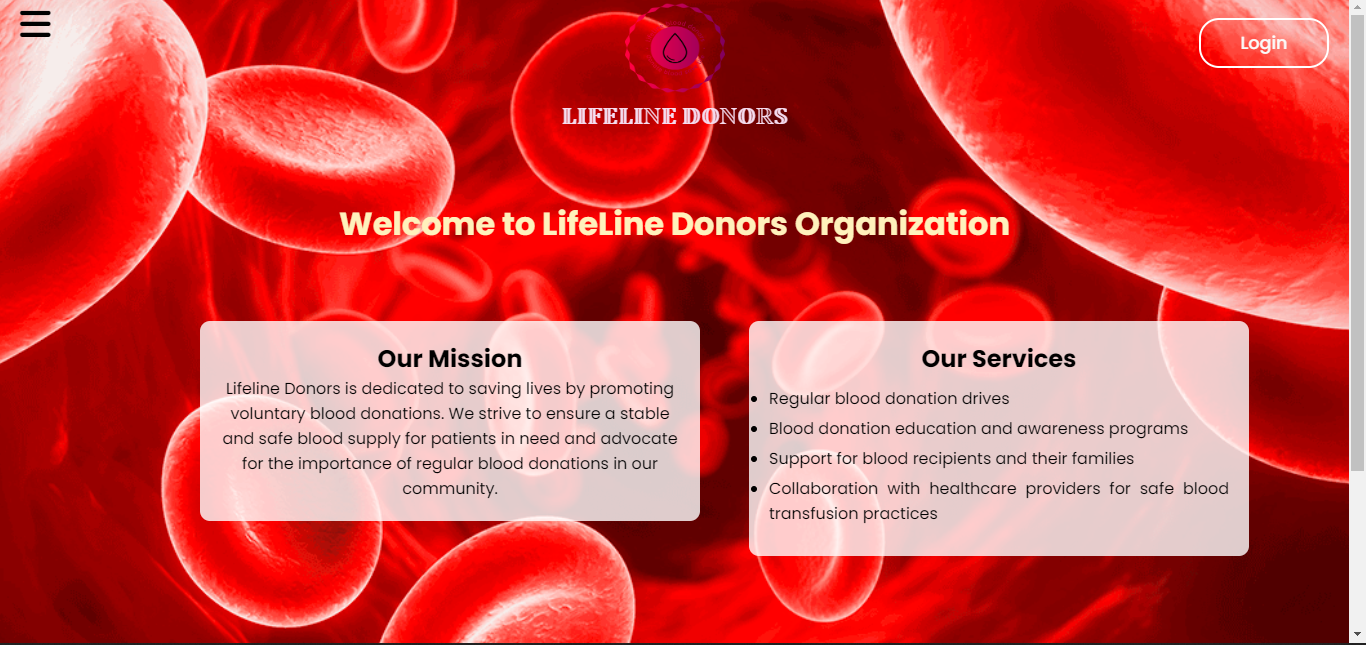 Login
LIFELINE DONORS
Welcome to LifeLine Donors Organization
Our Mission
Lifeline Donors is dedicated to saving lives by promoting
voluntary blood donations. We strive to ensure a stable
and safe blood supply for patients in need and advocate
for the importance of regular blood donations in our
community.
Our Services
Regular blood donation drives
Blood donation education and awareness programs
Support for blood recipients and their families
Collaboration with healthcare providers for safe blood
transfusion practices